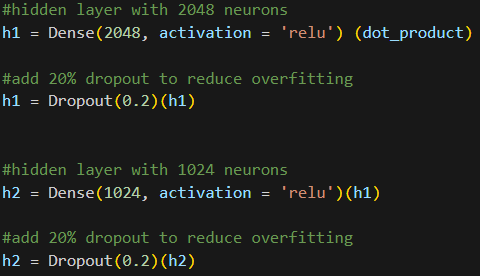 #hidden layer with 2048 neurons
h1 = Dense(2048, activation = 'relu') (dot_product)
#add 20% dropout to reduce overfitting
h1 = Dropout(0.2)(h1)
#hidden layer with 1024 neurons
h2 = Dense(1024, activation = 'relu')(h1)
#add 20% dropout to reduce overfitting
h2 = Dropout(0.2)(h2)